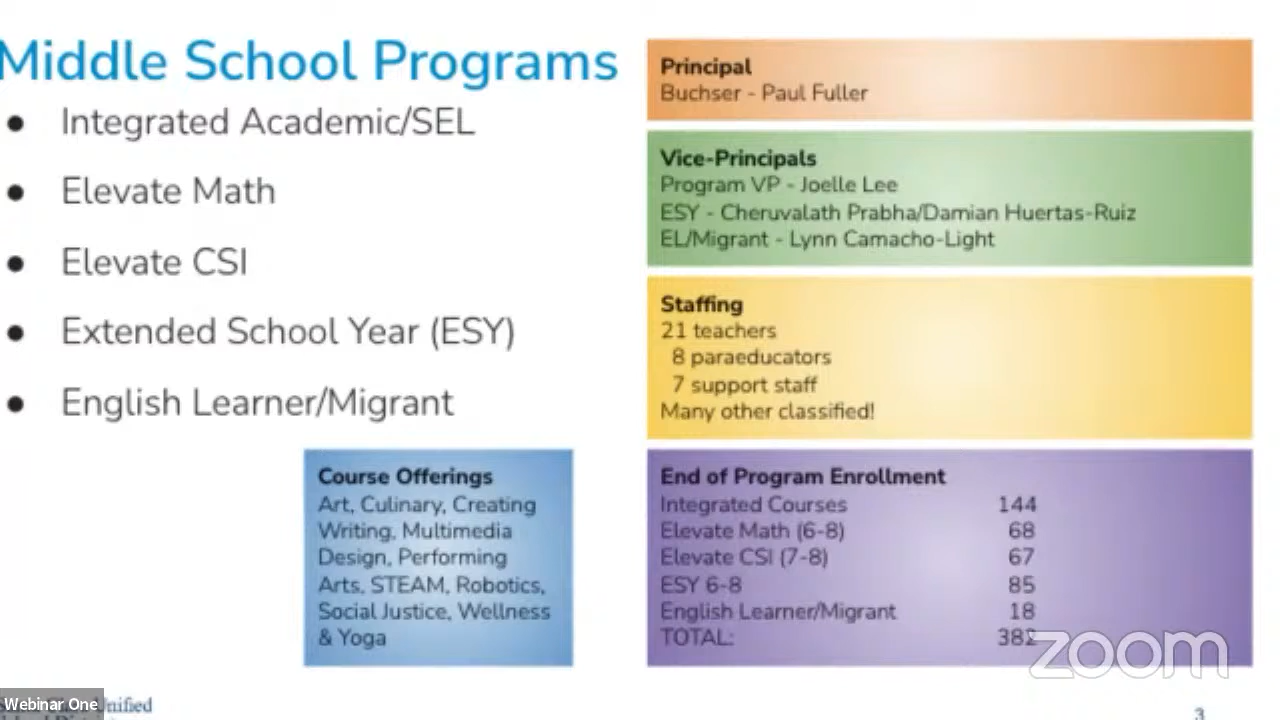 Middle School Programs
● Integrated Academic/SEL
● Elevate Math
● Elevate CSI
● Extended School Year (ESY)
● English Learner/Migrant
Course Offerings
Art, Culinary, Creating
Writing, Multimedia
Design, Performing
Arts, STEAM, Robotics,
Social Justice, Wellness
& Yoga
Principal
Buchser - Paul Fuller
Vice-Principals
Program VP - Joelle Lee
ESY - Cheruvalath Prabha/Damian Huertas-Ruiz
EL/Migrant - Lynn Camacho-Light
Staffing
21 teachers
8 paraeducators
7 support staff
Many other classified!
End of Program Enrollment
Integrated Courses 144
Elevate Math (6-8) 68
Elevate CSI (7-8) 67
ESY 6-8 85
English Learner/Migrant 18
TOTAL: 382
zoom
Webinar One
Unified
3